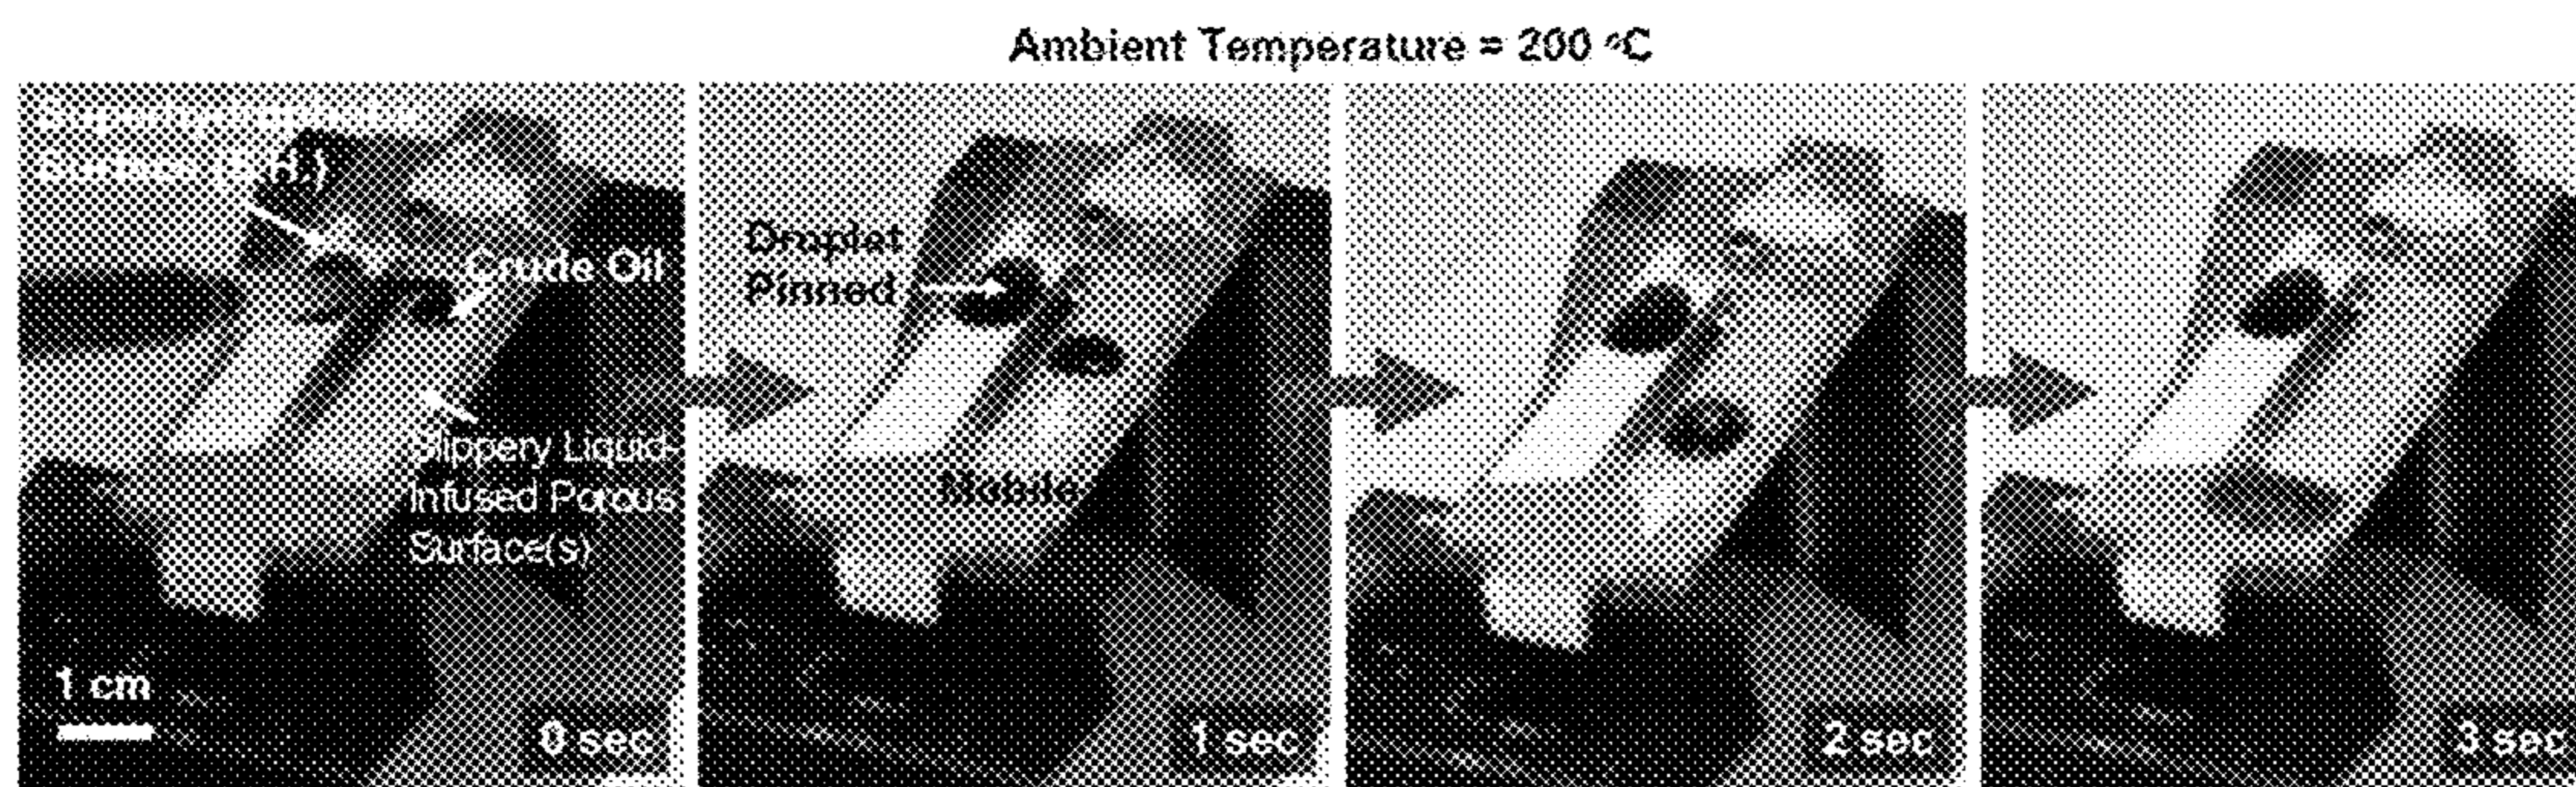 Ambient Temperature = 200 °C
Surface (S.H.)
Crude Oil
Slippery Liquid-
Infused Porous
Surface(s)
1 cm
0 sec
Droplet
Pinned
Mobile
1 sec
2 sec
3 sec